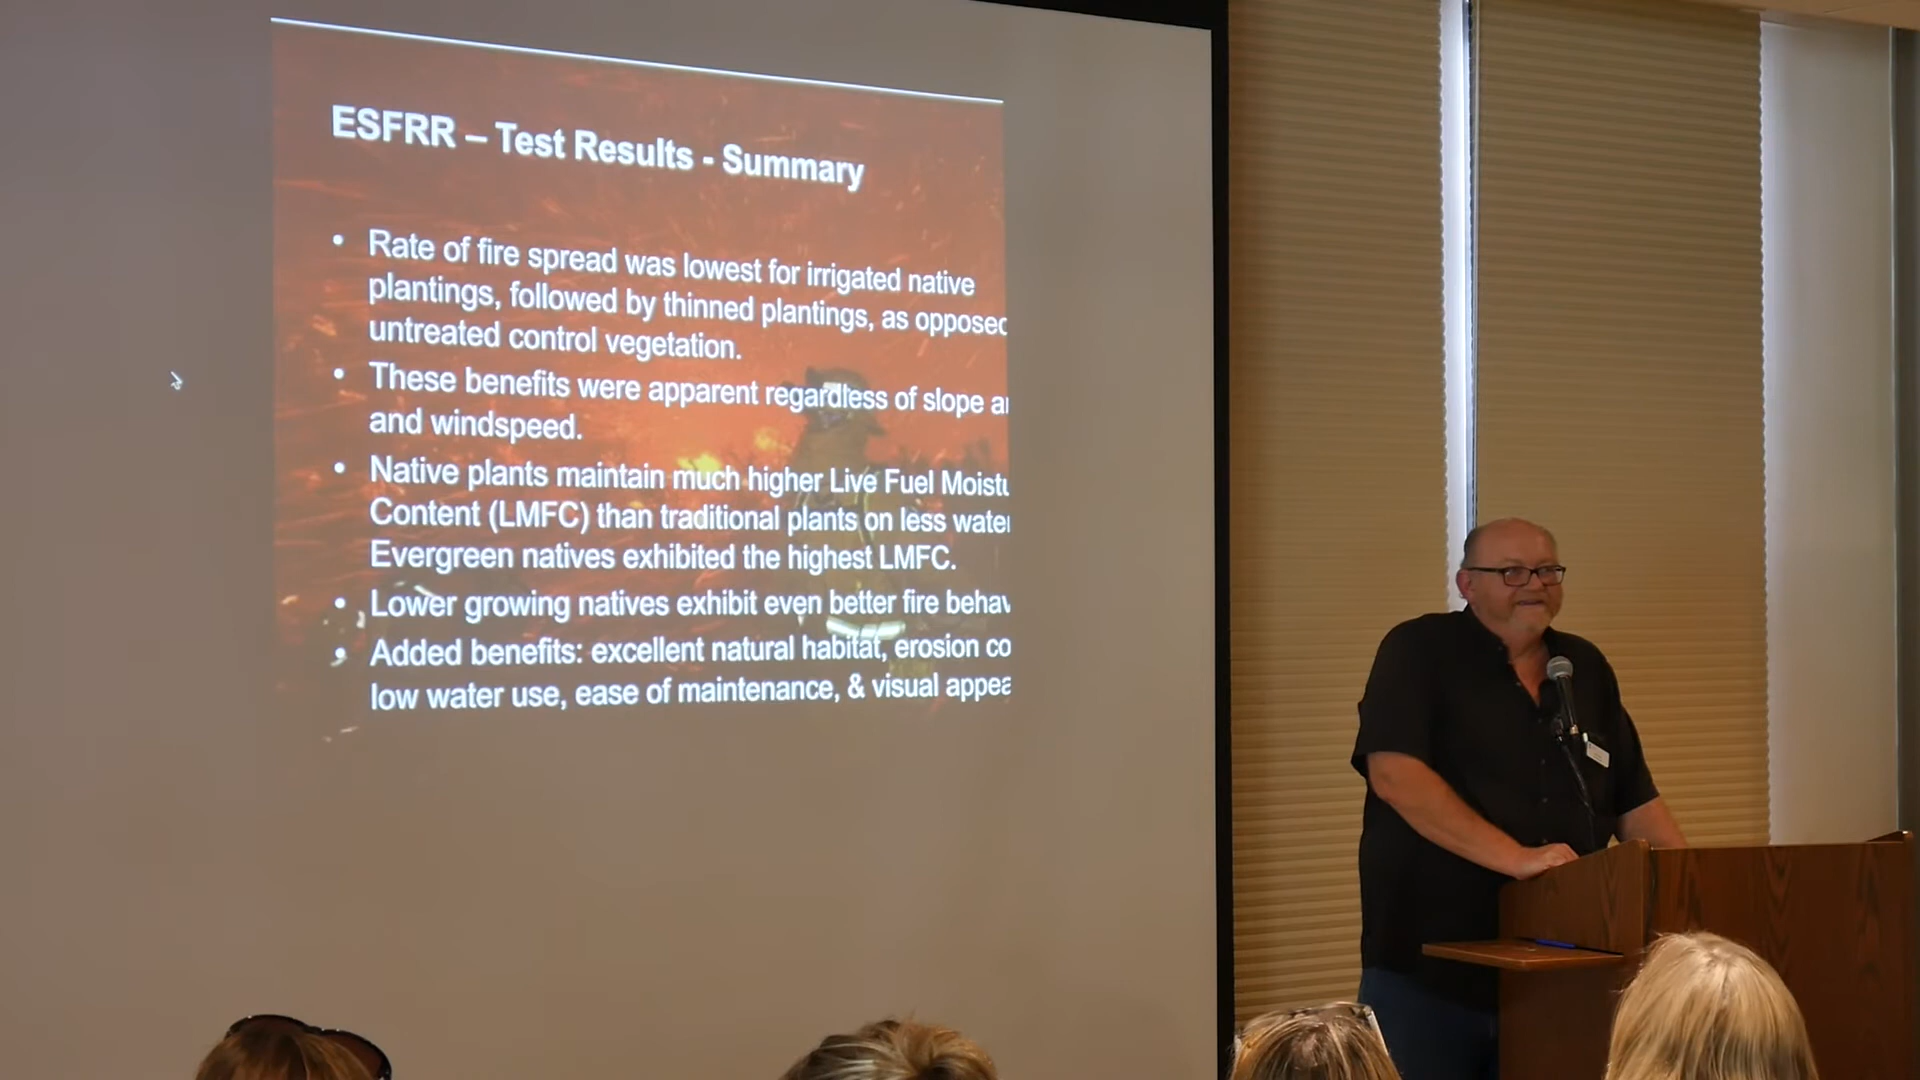 ESFRR – Test Results - Summary
• Rate of fire spread was lowest for irrigated native
plantings, followed by thinned plantings, as opposed
untreated control vegetation.
• These benefits were apparent regardless of slope
and windspeed.
• Native plants maintain much higher Live Fuel
Content (LMFC) than traditional plants on less water
Evergreen natives exhibited the highest LMFC.
• Lower growing natives exhibit even better fire
• Added benefits: excellent natural habitat, erosion
low water use, ease of maintenance, & visual